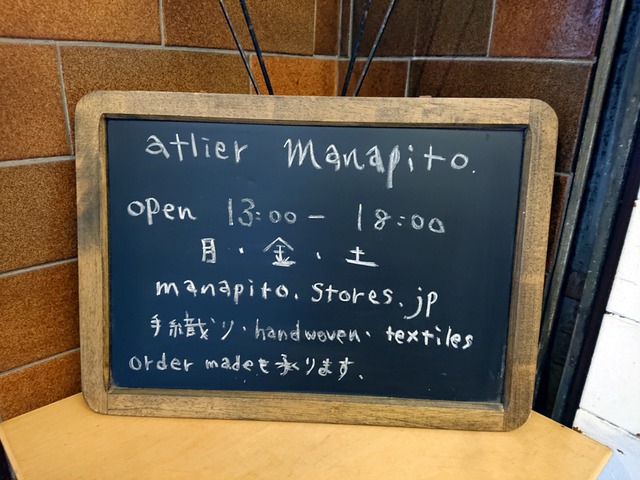 atlier manapito.
open 13:00 - 18:00
月・金・土
manapito.stores.jp
手織り・handwoven・textiles
order madeも承ります。